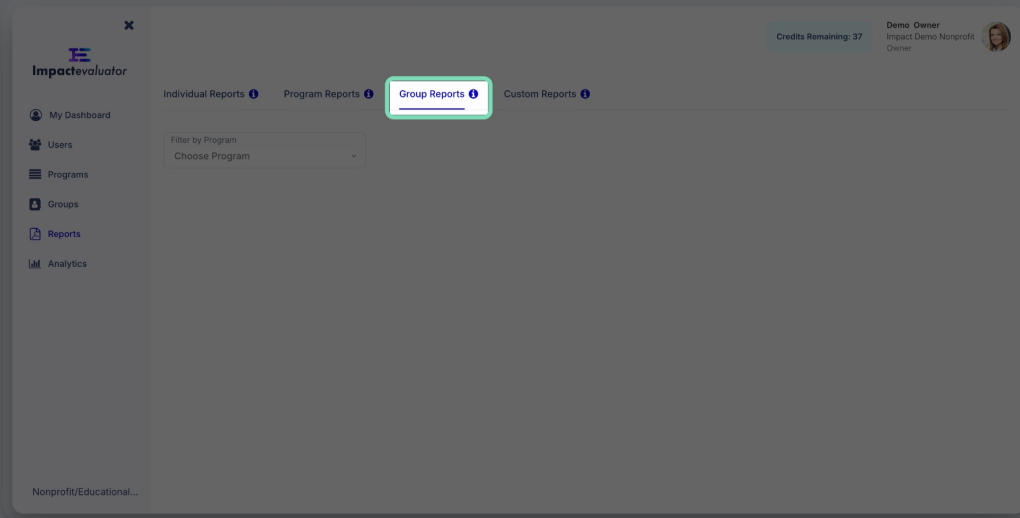 Demo Owner
Credits Remaining: 37
Impact Demo Nonprofit
Owner
IE
Impactevaluator
Individual Reports
Program Reports
Group Reports
Custom Reports
My Dashboard
Users
Filter by Program
Choose Program
Programs
Groups
Reports
Analytics
Nonprofit/Educational...